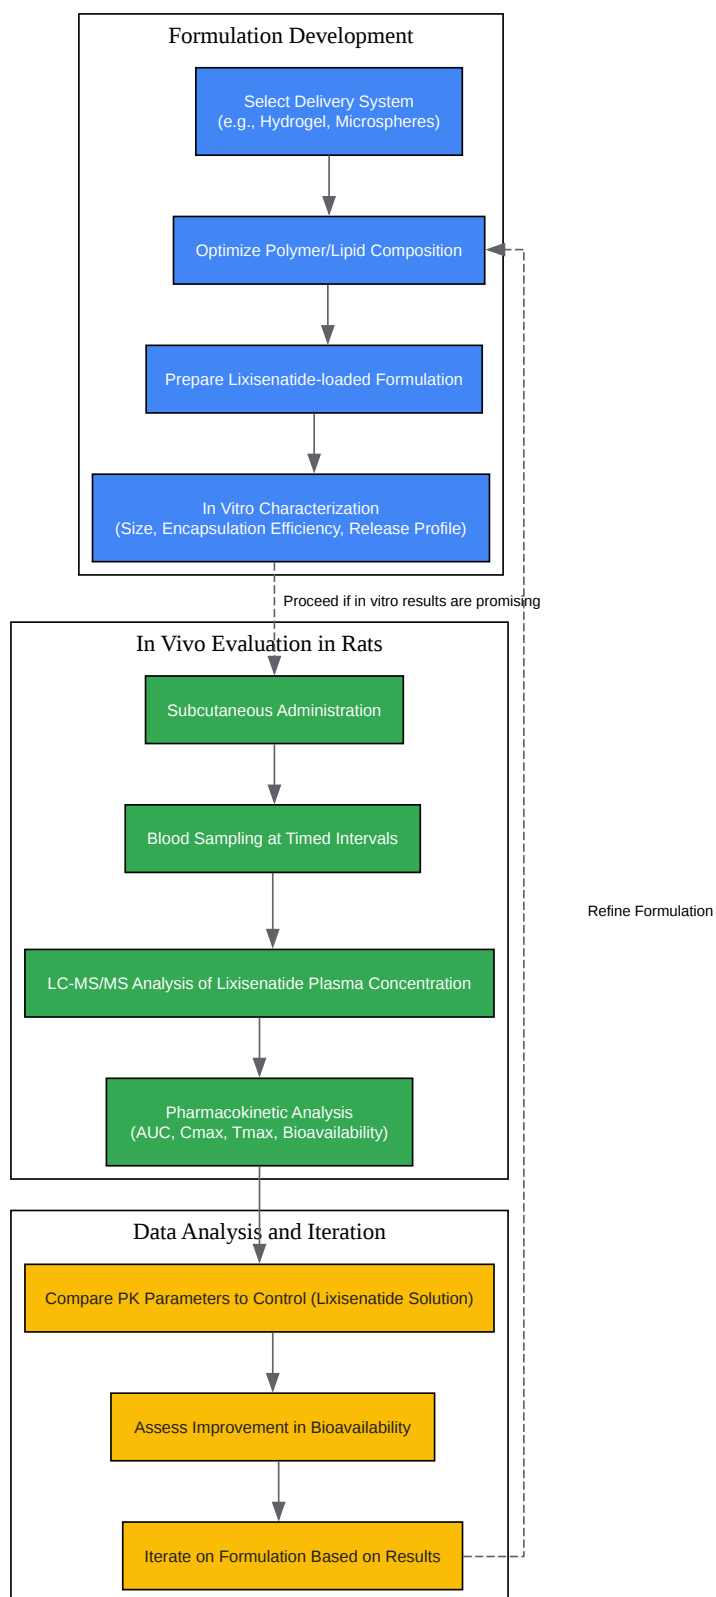 Formulation Development
Select Delivery System
(e.g., Hydrogel, Microspheres)
Optimize Polymer/Lipid Composition
Prepare Lixisenatide-loaded Formulation
In Vitro Characterization
(Size, Encapsulation Efficiency, Release Profile)
Proceed if in vitro results are promising
In Vivo Evaluation in Rats
Subcutaneous Administration
Blood Sampling at Timed Intervals
Refine Formulation
LC-MS/MS Analysis of Lixisenatide Plasma Concentration
Pharmacokinetic Analysis
(AUC, Cmax, Tmax, Bioavailability)
Data Analysis and Iteration
Compare PK Parameters to Control (Lixisenatide Solution)
Assess Improvement in Bioavailability
Iterate on Formulation Based on Results